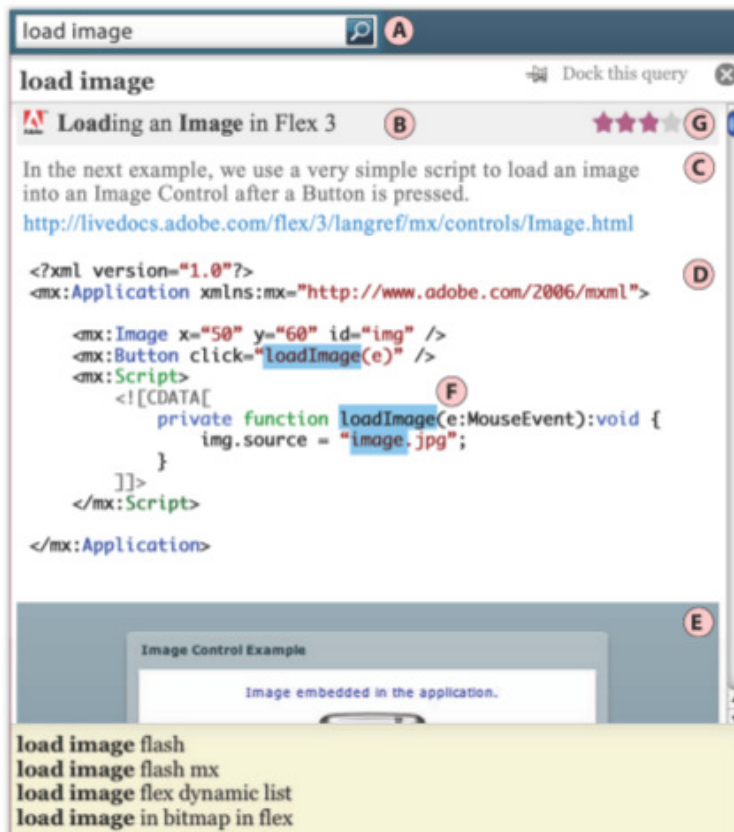 load image A
load image Dock this query
Adobe Loading an Image in Flex 3 B G
In the next example, we use a very simple script to load an image C
into an Image Control after a Button is pressed.
http://livedocs.adobe.com/flex/3/langref/mx/controls/Image.html
<?xml version="1.0"?> D
<mx:Application xmlns:mx="http://www.adobe.com/2006/mxml">
<mx:Image x="50" y="60" id="img" />
<mx:Button click="loadImage(e)" />
<mx:Script>
<![CDATA[ F
private function loadImage(e:MouseEvent):void {
img.source = "image.jpg";
}
]]>
</mx:Script>
</mx:Application>
E
Image Control Example
Image embedded in the application.
load image flash
load image flash mx
load image flex dynamic list
load image in bitmap in flex